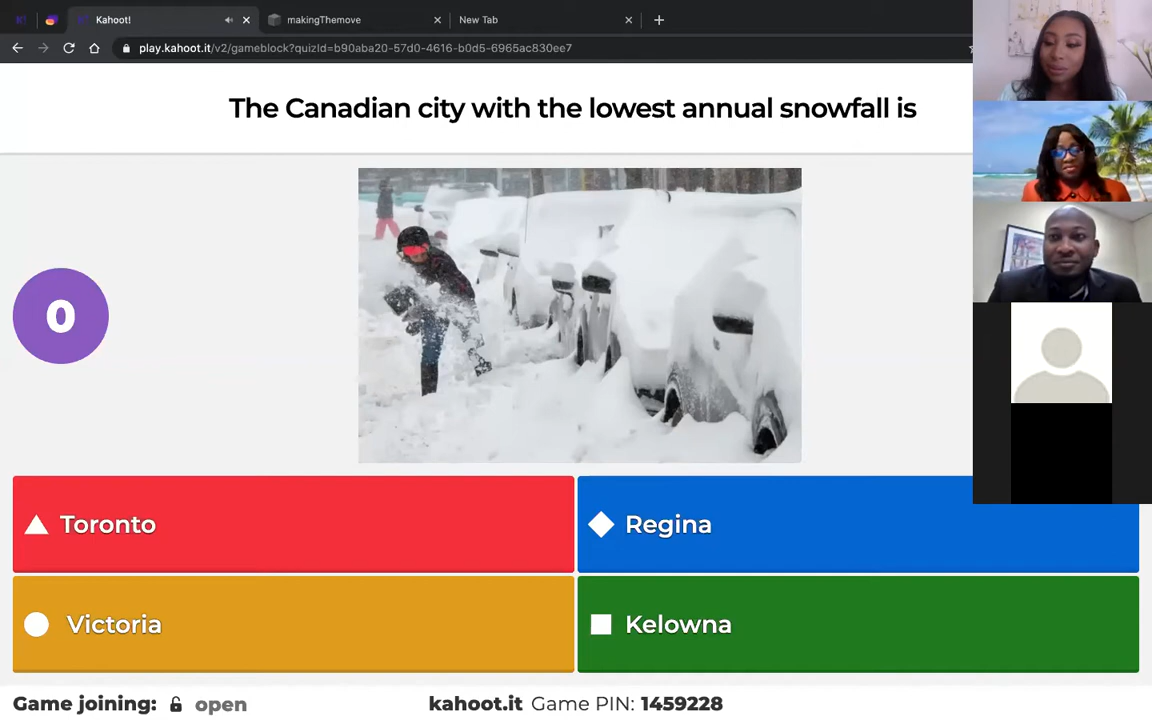 Kahoot!
makingThemove
New Tab
play.kahoot.it/v2/gameblock?quizId=b90aba20-57d0-4616-b0d5-6965ac830ee7
The Canadian city with the lowest annual snowfall is
0
Toronto
Regina
Victoria
Kelowna
Game joining: open
kahoot.it Game PIN: 1459228